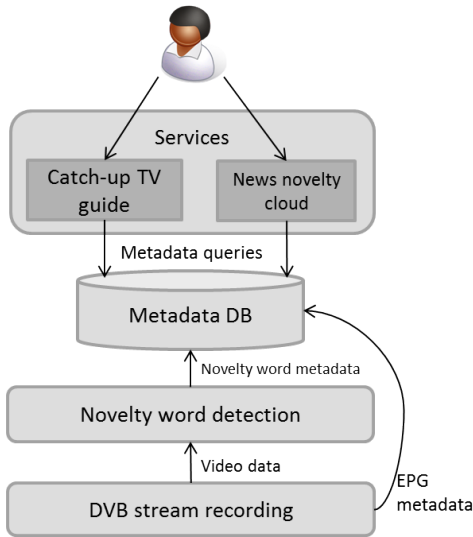 Services
Catch-up TV
guide
News novelty
cloud
Metadata queries
Metadata DB
Novelty word metadata
Novelty word detection
Video data
EPG
metadata
DVB stream recording